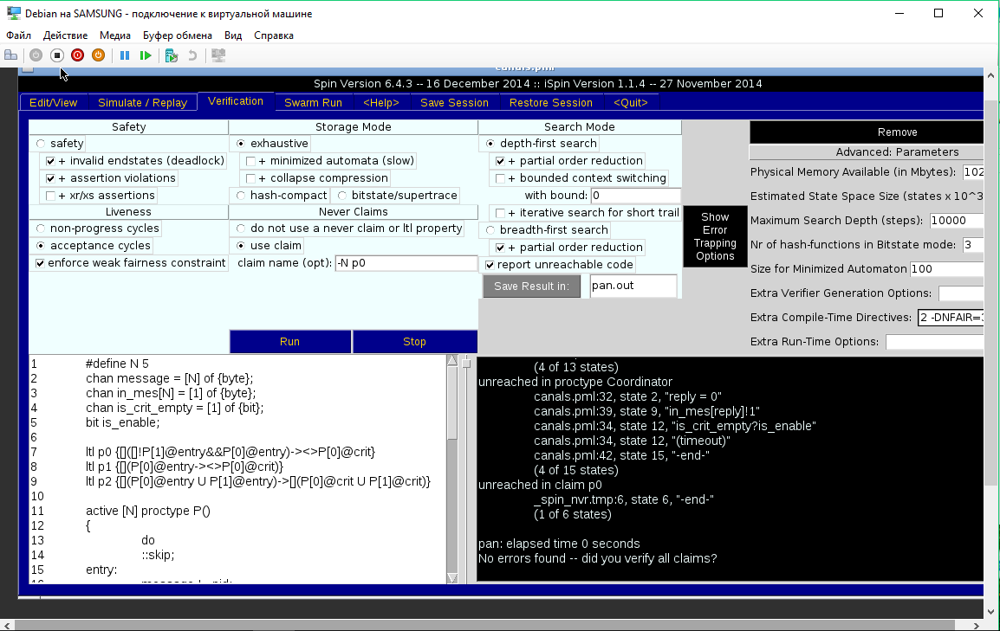 Debian на SAMSUNG - подключение к виртуальной машине
Файл Действие Медиа Буфер обмена Вид Справка
canals.pml
Spin Version 6.4.3 -- 16 December 2014 :: iSpin Version 1.1.4 -- 27 November 2014
Edit/View Simulate / Replay Verification Swarm Run <Help> Save Session Restore Session <Quit>
Safety
safety
+ invalid endstates (deadlock)
+ assertion violations
+ xr/xs assertions
Liveness
non-progress cycles
acceptance cycles
enforce weak fairness constraint
Storage Mode
exhaustive
+ minimized automata (slow)
+ collapse compression
hash-compact bitstate/supertrace
Never Claims
do not use a never claim or ltl property
use claim
claim name (opt): -N p0
Run Stop
Search Mode
depth-first search
+ partial order reduction
+ bounded context switching
with bound: 0
+ iterative search for short trail
breadth-first search
+ partial order reduction
report unreachable code
Save Result in: pan.out
Show
Error
Trapping
Options
Remove
Advanced: Parameters
Physical Memory Available (in Mbytes): 102
Estimated State Space Size (states x 10^3
Maximum Search Depth (steps): 10000
Nr of hash-functions in Bitstate mode: 3
Size for Minimized Automaton 100
Extra Verifier Generation Options:
Extra Compile-Time Directives: 2 -DNFAIR=3
Extra Run-Time Options:
1 #define N 5
2 chan message = [N] of {byte};
3 chan in_mes[N] = [1] of {byte};
4 chan is_crit_empty = [1] of {bit};
5 bit is_enable;
6
7 ltl p0 {[]([]!P[1]@entry&&P[0]@entry)-><>P[0]@crit}
8 ltl p1 {[](P[0]@entry-><>P[0]@crit)}
9 ltl p2 {[](P[0]@entry U P[1]@entry)->[](P[0]@crit U P[1]@crit)}
10
11 active [N] proctype P()
12 {
13 do
14 ::skip;
15 entry:
(4 of 13 states)
unreached in proctype Coordinator
canals.pml:32, state 2, "reply = 0"
canals.pml:39, state 9, "in_mes[reply]!1"
canals.pml:34, state 12, "is_crit_empty?is_enable"
canals.pml:34, state 12, "(timeout)"
canals.pml:42, state 15, "-end-"
(4 of 15 states)
unreached in claim p0
_spin_nvr.tmp:6, state 6, "-end-"
(1 of 6 states)
pan: elapsed time 0 seconds
No errors found -- did you verify all claims?